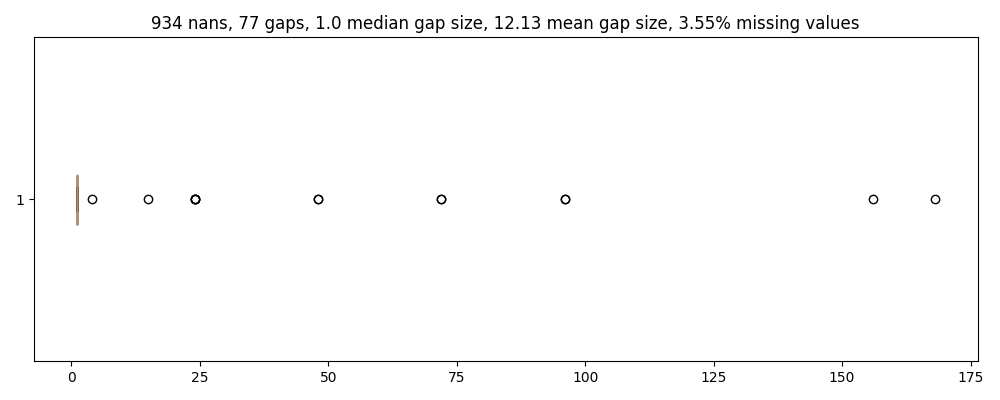 934 nans, 77 gaps, 1.0 median gap size, 12.13 mean gap size, 3.55% missing values
1
0 25 50 75 100 125 150 175